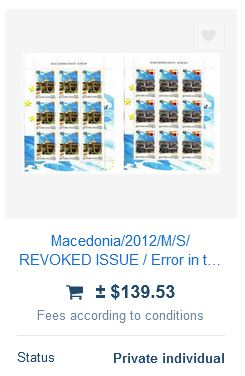 Macedonia/2012/M/S/
REVOKED ISSUE / Error in t...
± $139.53
Fees according to conditions
Status
Private individual